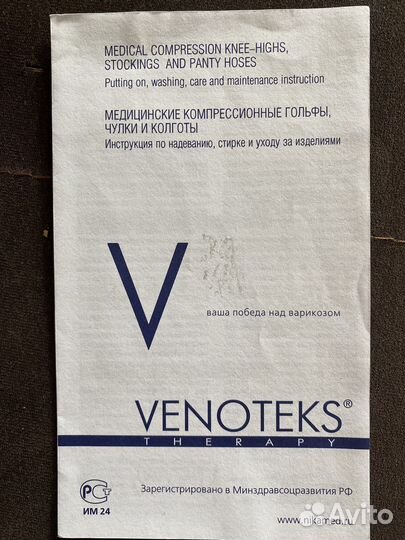 MEDICAL COMPRESSION KNEE–HIGHS,
STOCKINGS AND PANTY HOSES
Putting on, washing, care and maintenance instruction
МЕДИЦИНСКИЕ КОМПРЕССИОННЫЕ ГОЛЬФЫ,
ЧУЛКИ И КОЛГОТЫ
Инструкция по надеванию, стирке и уходу за изделиями
V
ваша победа над варикозом
VENOTEKS®
THERAPY
РСТ
Зарегистрировано в Минздравсоцразвития РФ
ИМ 24
www.nikamed.ru
Avito